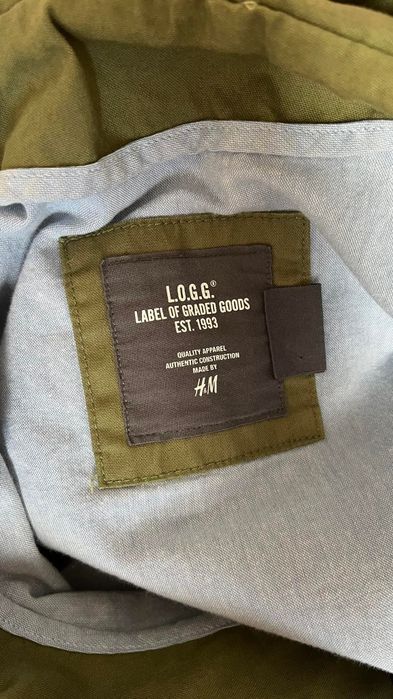 L.O.G.G.®
LABEL OF GRADED GOODS
EST. 1993
QUALITY APPAREL
AUTHENTIC CONSTRUCTION
MADE BY
H&M